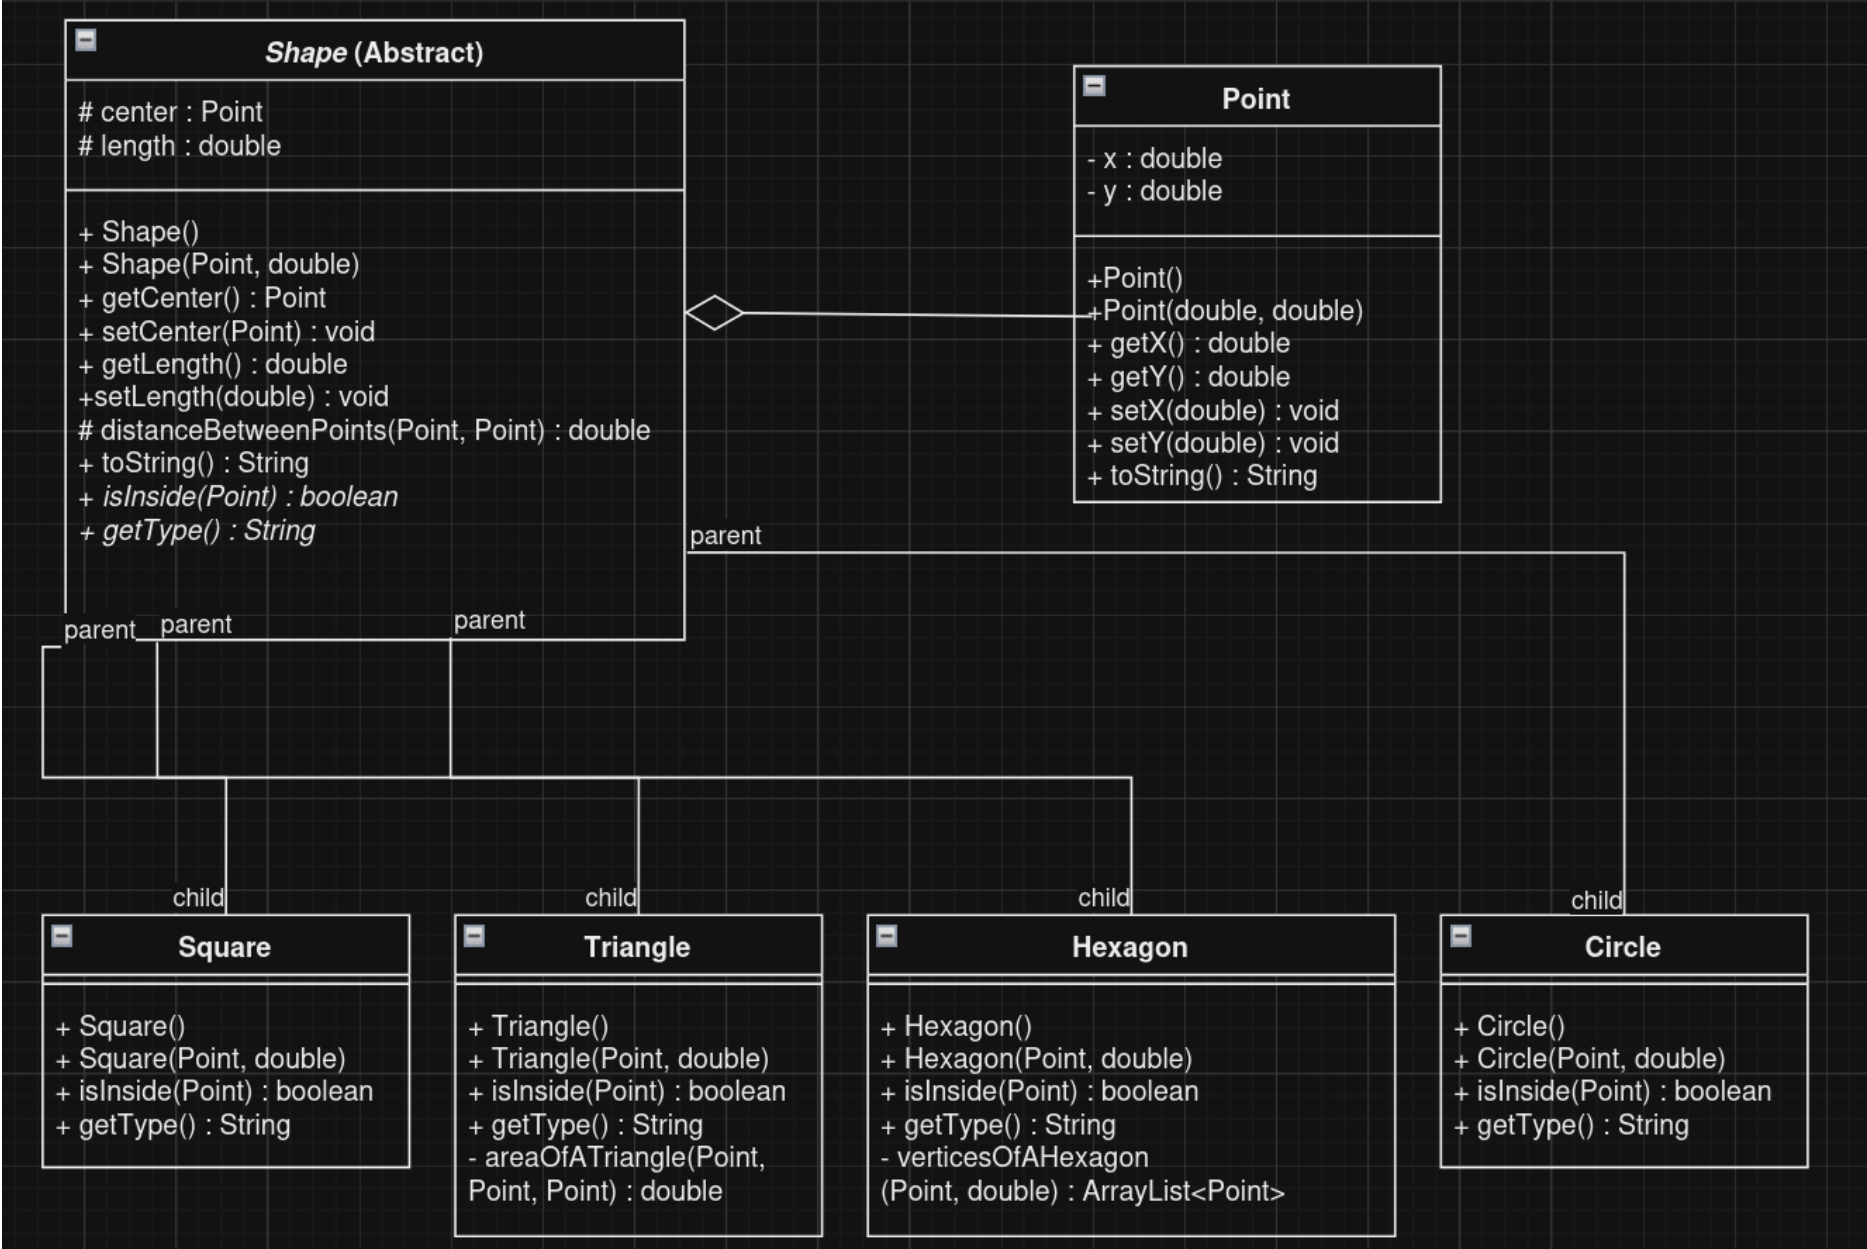 Shape (Abstract)
# center : Point
# length : double
+ Shape()
+ Shape(Point, double)
+ getCenter() : Point
+ setCenter(Point) : void
+ getLength() : double
+setLength(double) : void
# distanceBetweenPoints(Point, Point) : double
+ toString() : String
+ isInside(Point) : boolean
+ getType() : String
Point
- x : double
- y : double
+Point()
+Point(double, double)
+ getX() : double
+ getY() : double
+ setX(double) : void
+ setY(double) : void
+ toString() : String
parent
parent
parent
parent
child
child
child
child
Square
+ Square()
+ Square(Point, double)
+ isInside(Point) : boolean
+ getType() : String
Triangle
+ Triangle()
+ Triangle(Point, double)
+ isInside(Point) : boolean
+ getType() : String
- areaOfATriangle(Point,
Point, Point) : double
Hexagon
+ Hexagon()
+ Hexagon(Point, double)
+ isInside(Point) : boolean
+ getType() : String
- verticesOfAHexagon
(Point, double) : ArrayList<Point>
Circle
+ Circle()
+ Circle(Point, double)
+ isInside(Point) : boolean
+ getType() : String